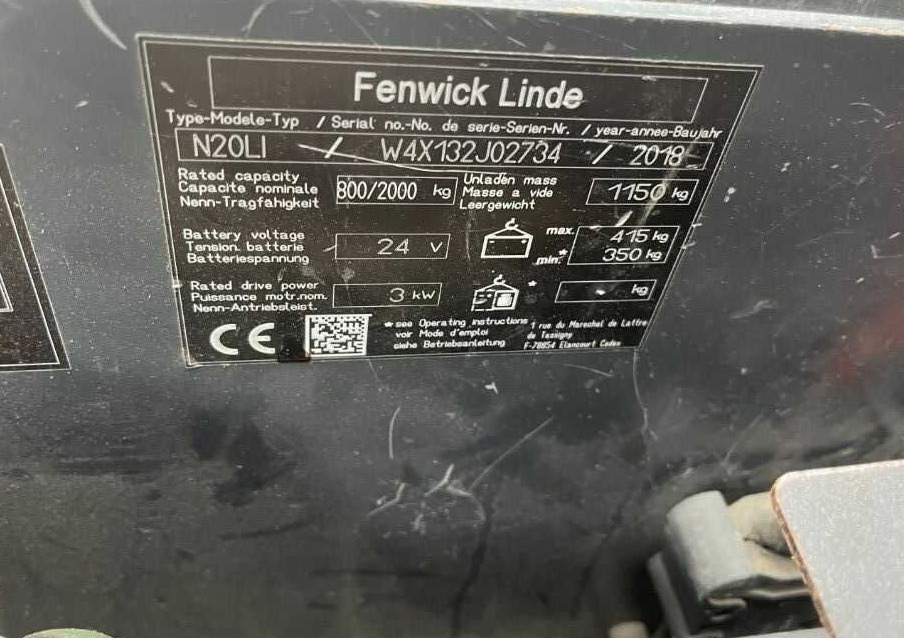 Fenwick Linde
Type-Modele-Typ / Serial no.-No. de serie-Serien-Nr. / year-annee-Baujahr
N20LI / W4X132J02734 / 2018
Rated capacity
Capacite nominale
Nenn-Tragfähigkeit
800/2000 kg
Unladen mass
Masse a vide
Leergewicht
1150 kg
Battery voltage
Tension batterie
Batteriespannung
24 V
max. 415 kg
min.* 350 kg
Rated drive power
Puissance motr.nom.
Nenn-Antriebsleist.
3 kW
* - kg
CE
*see Operating instructions
voir Mode d'emploi
siehe Betriebsanleitung
1 rue du Marechal de Lattre
de Tassigny
F-78854 Elancourt Cedex